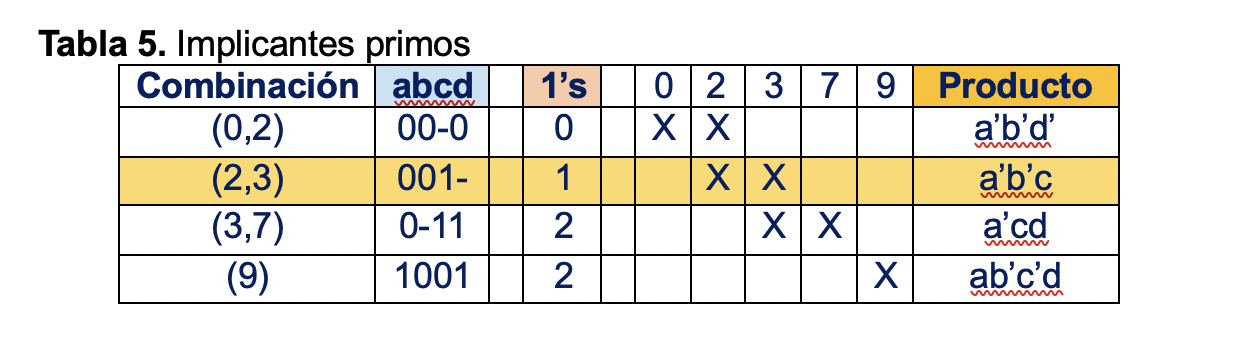 Tabla 5. Implicantes primos
Combinación abcd 1's 0 2 3 7 9 Producto
(0,2) 00-0 0 X X a'b'd'
(2,3) 001- 1 X X a'b'c
(3,7) 0-11 2 X X a'cd
(9) 1001 2 X ab'c'd